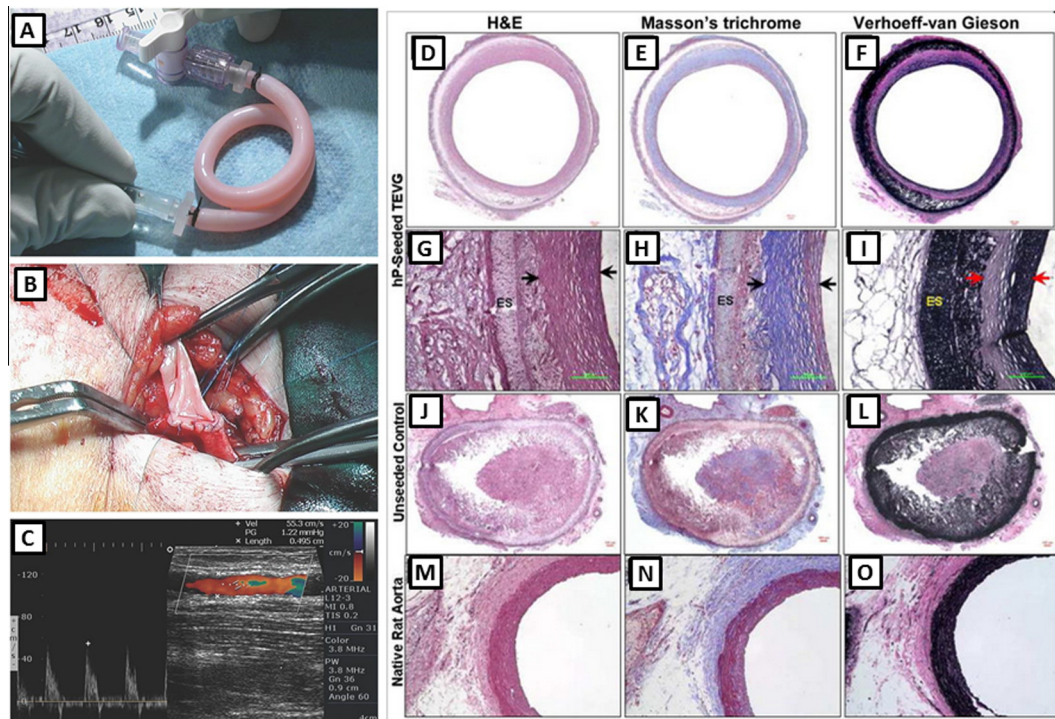 A
17
16
15
B
C
+ Vel 55.3 cm/s
PG 1.22 mmHg
× Length 0.495 cm
+20
cm/s
-20
ARTERIAL
L12-3
MI 0.8
TIS 0.2
H1 Gn 31
Color
3.8 MHz
PW
3.8 MHz
Gn 36
0.9 cm
Angle 60
4cm
-120
80
-40
H&E
Masson's trichrome
Verhoeff-van Gieson
hP-Seeded TEVG
D
E
F
G
H
I
ES
ES
ES
Unseeded Control
J
K
L
Native Rat Aorta
M
N
O